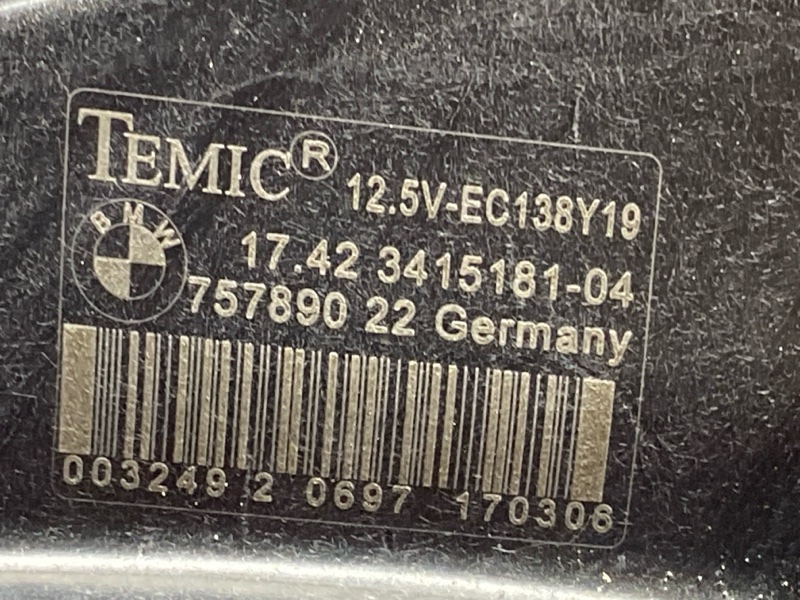 TEMIC® 12.5V-EC138Y19
BMW
17.42 3415181-04
757890 22 Germany
003249 2 0697 170306